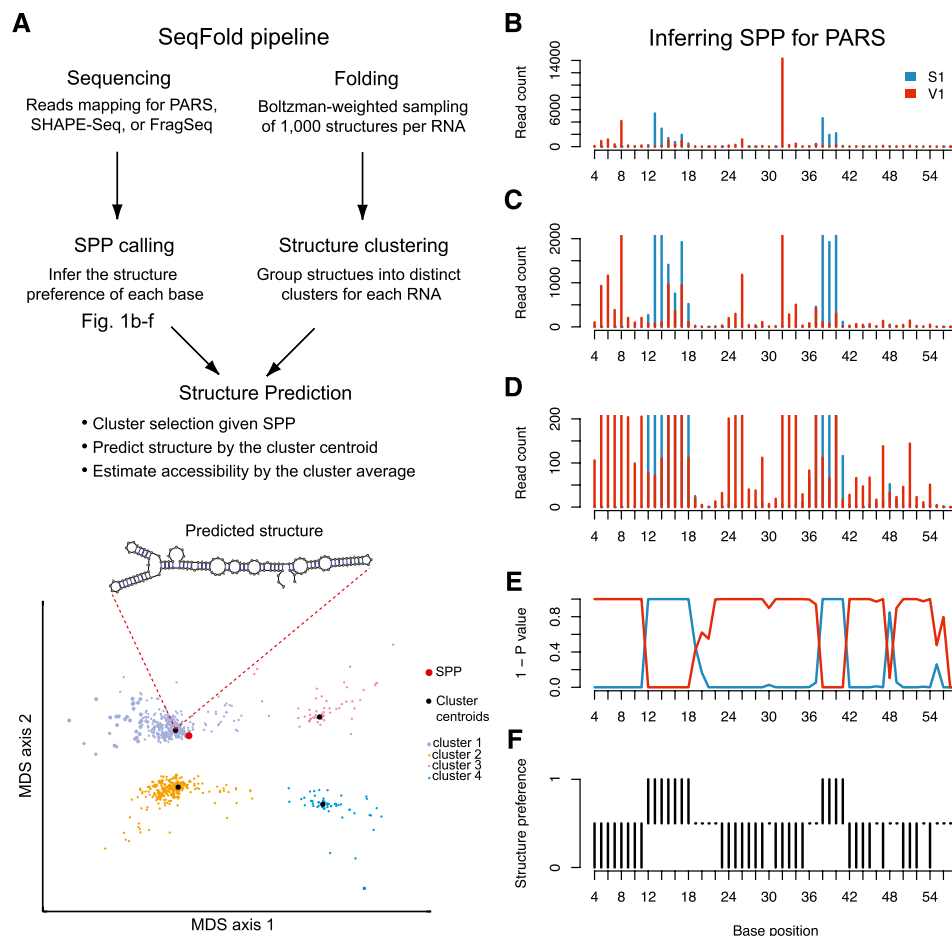 A
SeqFold pipeline
Sequencing
Reads mapping for PARS,
SHAPE-Seq, or FragSeq
Folding
Boltzman-weighted sampling
of 1,000 structures per RNA
SPP calling
Infer the structure
preference of each base
Fig. 1b-f
Structure clustering
Group structues into distinct
clusters for each RNA
Structure Prediction
• Cluster selection given SPP
• Predict structure by the cluster centroid
• Estimate accessibility by the cluster average
Predicted structure
SPP
Cluster
centroids
cluster 1
cluster 2
cluster 3
cluster 4
MDS axis 2
MDS axis 1
B
Inferring SPP for PARS
S1
V1
Read count
14000
6000
0
4 8 12 18 24 30 36 42 48 54
C
Read count
2000
1000
0
4 8 12 18 24 30 36 42 48 54
D
Read count
200
100
0
4 8 12 18 24 30 36 42 48 54
E
1 − P value
0.8
0.4
0.0
4 8 12 18 24 30 36 42 48 54
F
Structure preference
1
0
4 8 12 18 24 30 36 42 48 54
Base position